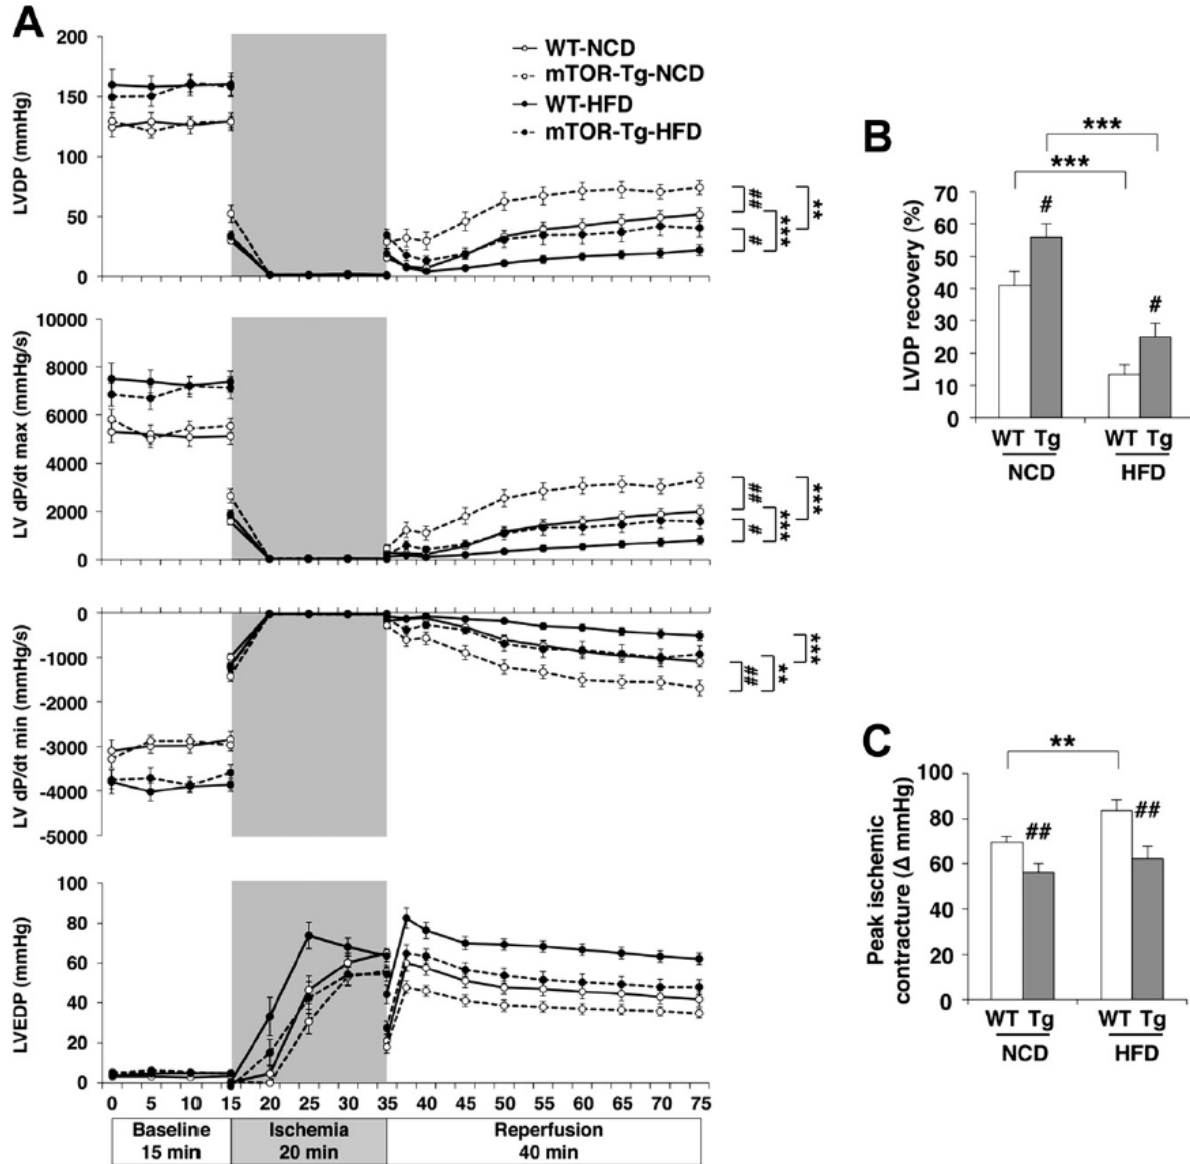 A
LVDP (mmHg)
200
150
100
50
0
WT-NCD
mTOR-Tg-NCD
WT-HFD
mTOR-Tg-HFD
##
#
***
**
LV dP/dt max (mmHg/s)
10000
8000
6000
4000
2000
0
##
#
***
***
LV dP/dt min (mmHg/s)
0
-1000
-2000
-3000
-4000
-5000
##
**
***
LVEDP (mmHg)
100
80
60
40
20
0
0 5 10 15 20 25 30 35 40 45 50 55 60 65 70 75
Baseline Ischemia Reperfusion
15 min 20 min 40 min
B
***
***
LVDP recovery (%)
70
60
50
40
30
20
10
0
#
#
WT Tg WT Tg
NCD HFD
C
**
Peak ischemic
contracture (Δ mmHg)
100
80
60
40
20
0
##
##
WT Tg WT Tg
NCD HFD